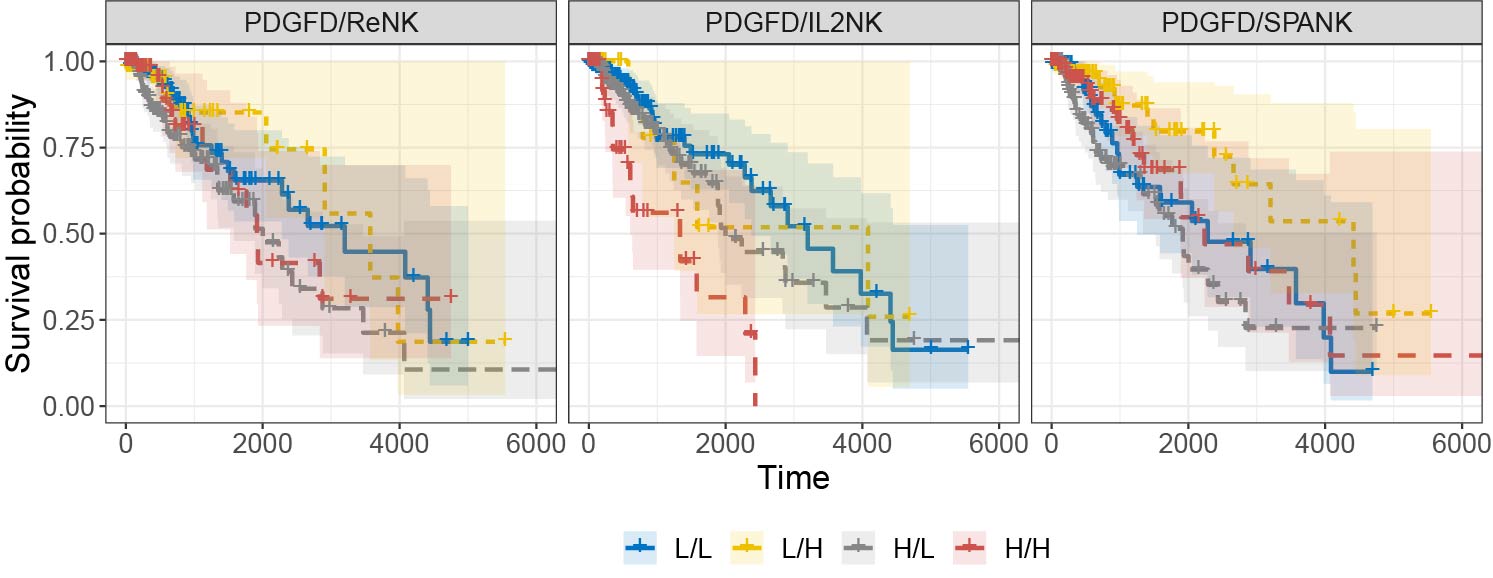 PDGFD/ReNK PDGFD/IL2NK PDGFD/SPANK
Survival probability
1.00
0.75
0.50
0.25
0.00
0 2000 4000 6000 0 2000 4000 6000 0 2000 4000 6000
Time
L/L L/H H/L H/H